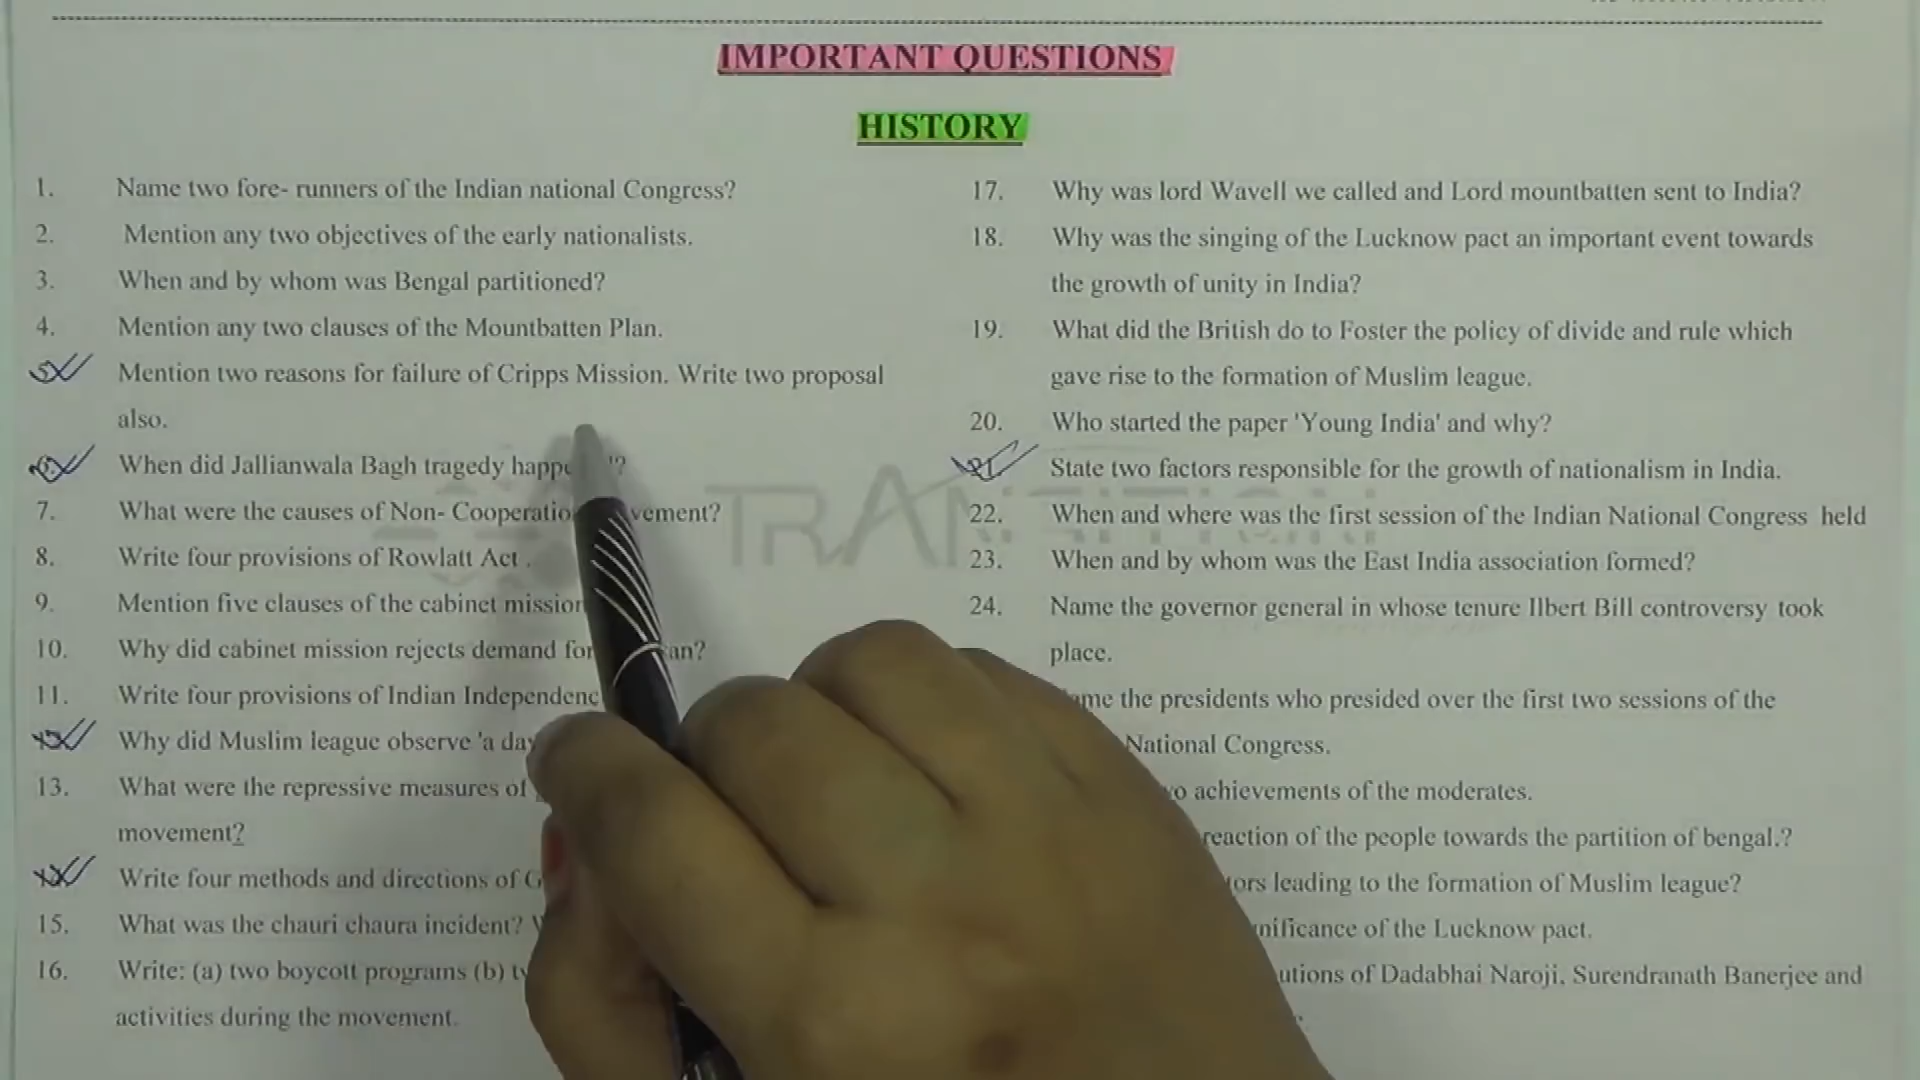 IMPORTANT QUESTIONS
HISTORY
1. Name two fore- runners of the Indian national Congress?
2. Mention any two objectives of the early nationalists.
3. When and by whom was Bengal partitioned?
4. Mention any two clauses of the Mountbatten Plan.
5. Mention two reasons for failure of Cripps Mission. Write two proposal
also.
6. When did Jallianwala Bagh tragedy
7. What were the causes of Non-
8. Write four provisions of Rowlatt Act .
9. Mention five clauses of the cabinet mission
10. Why did cabinet mission rejects demand for
11. Write four provisions of Indian
Why did Muslim league observe 'a day
13. What were the repressive measures of
movement?
Write four methods and directions of
15. What was the chauri chaura incident?
16. Write: (a) two boycott programs (b)
activities during the movement.
17. Why was lord Wavell we called and Lord mountbatten sent to India?
18. Why was the singing of the Lucknow pact an important event towards
the growth of unity in India?
19. What did the British do to Foster the policy of divide and rule which
gave rise to the formation of Muslim league.
20. Who started the paper 'Young India' and why?
21. State two factors responsible for the growth of nationalism in India.
22. When and where was the first session of the Indian National Congress held
23. When and by whom was the East India association formed?
24. Name the governor general in whose tenure Ilbert Bill controversy took
place.
the presidents who presided over the first two sessions of the
National Congress.
achievements of the moderates.
reaction of the people towards the partition of bengal.?
leading to the formation of Muslim league?
of the Lucknow pact.
of Dadabhai Naroji, Surendranath Banerjee and
TRANSITION